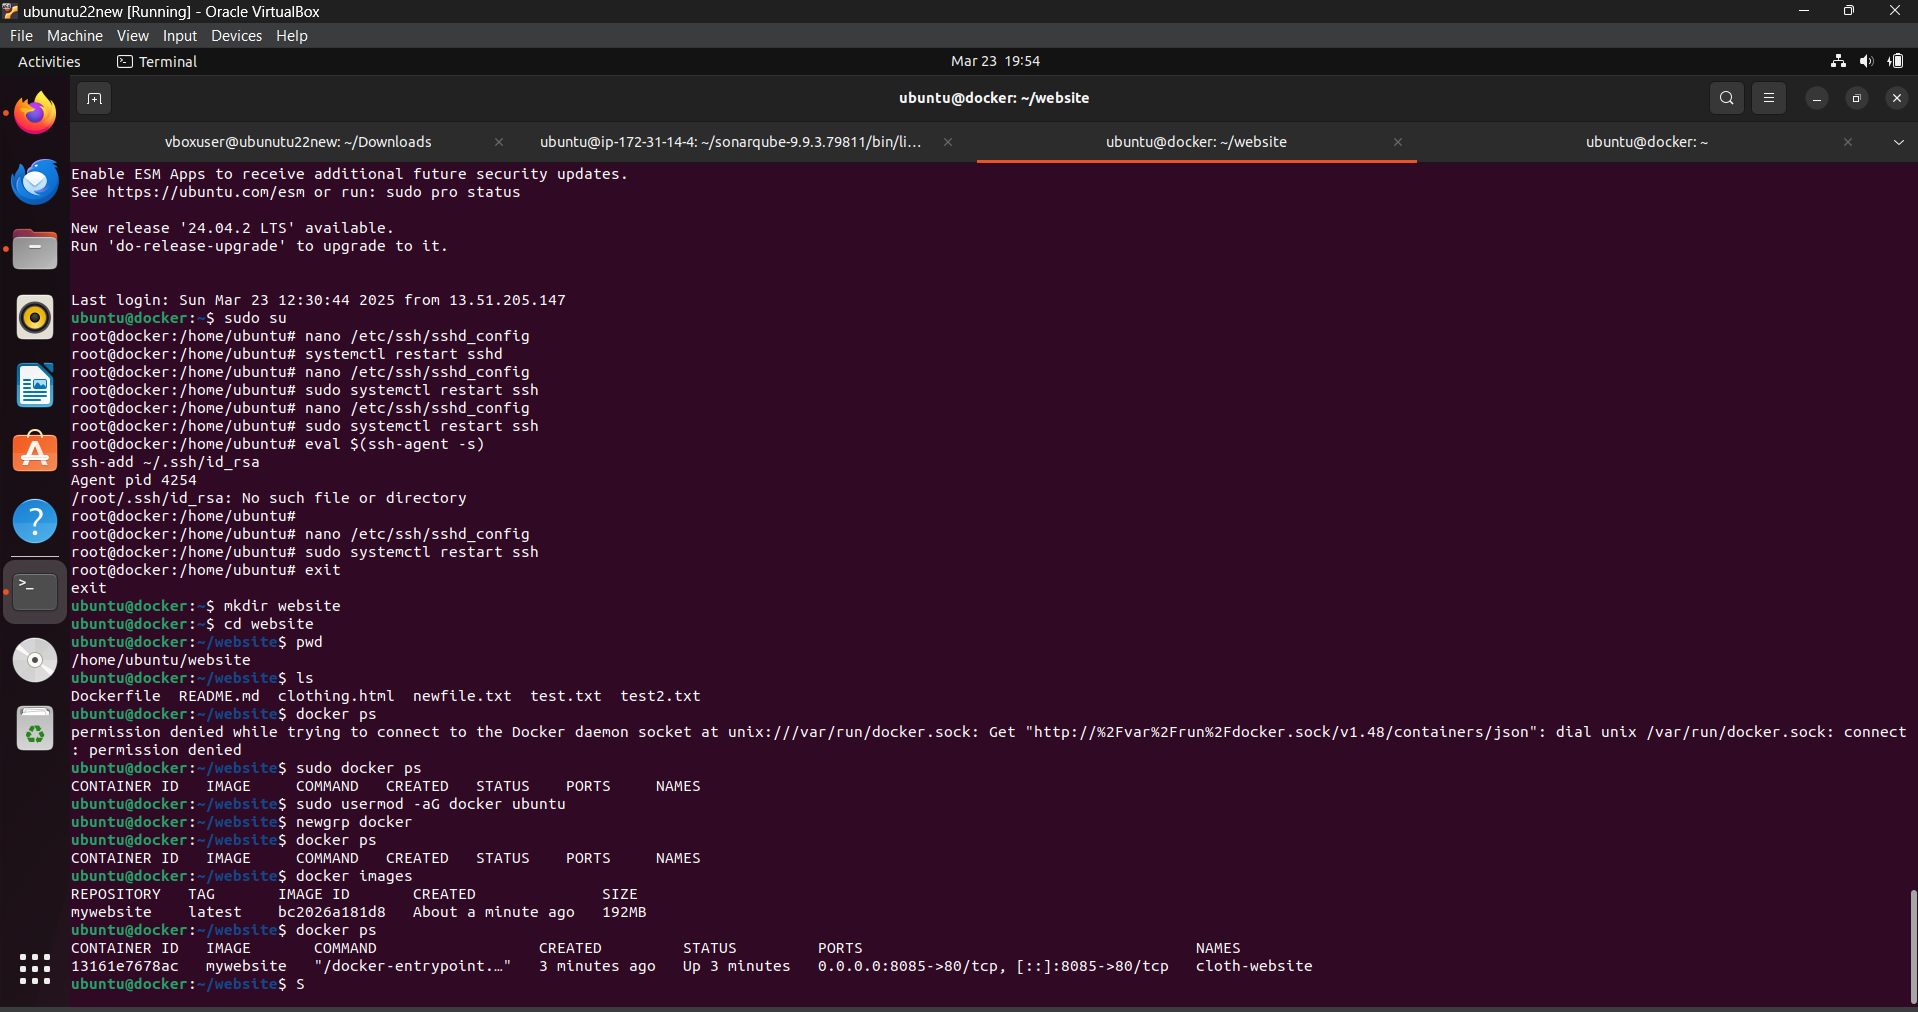 ubunutu22new [Running] - Oracle VirtualBox
File Machine View Input Devices Help
Activities Terminal Mar 23 19:54
ubuntu@docker: ~/website
vboxuser@ubunutu22new: ~/Downloads ubuntu@ip-172-31-14-4: ~/sonarqube-9.9.3.79811/bin/li... ubuntu@docker: ~/website ubuntu@docker: ~
Enable ESM Apps to receive additional future security updates.
See https://ubuntu.com/esm or run: sudo pro status
New release '24.04.2 LTS' available.
Run 'do-release-upgrade' to upgrade to it.
Last login: Sun Mar 23 12:30:44 2025 from 13.51.205.147
ubuntu@docker:~$ sudo su
root@docker:/home/ubuntu# nano /etc/ssh/sshd_config
root@docker:/home/ubuntu# systemctl restart sshd
root@docker:/home/ubuntu# nano /etc/ssh/sshd_config
root@docker:/home/ubuntu# sudo systemctl restart ssh
root@docker:/home/ubuntu# nano /etc/ssh/sshd_config
root@docker:/home/ubuntu# sudo systemctl restart ssh
root@docker:/home/ubuntu# eval $(ssh-agent -s)
ssh-add ~/.ssh/id_rsa
Agent pid 4254
/root/.ssh/id_rsa: No such file or directory
root@docker:/home/ubuntu#
root@docker:/home/ubuntu# nano /etc/ssh/sshd_config
root@docker:/home/ubuntu# sudo systemctl restart ssh
root@docker:/home/ubuntu# exit
exit
ubuntu@docker:~$ mkdir website
ubuntu@docker:~$ cd website
ubuntu@docker:~/website$ pwd
/home/ubuntu/website
ubuntu@docker:~/website$ ls
Dockerfile README.md clothing.html newfile.txt test.txt test2.txt
ubuntu@docker:~/website$ docker ps
permission denied while trying to connect to the Docker daemon socket at unix:///var/run/docker.sock: Get "http://%2Fvar%2Frun%2Fdocker.sock/v1.48/containers/json": dial unix /var/run/docker.sock: connect
: permission denied
ubuntu@docker:~/website$ sudo docker ps
CONTAINER ID IMAGE COMMAND CREATED STATUS PORTS NAMES
ubuntu@docker:~/website$ sudo usermod -aG docker ubuntu
ubuntu@docker:~/website$ newgrp docker
ubuntu@docker:~/website$ docker ps
CONTAINER ID IMAGE COMMAND CREATED STATUS PORTS NAMES
ubuntu@docker:~/website$ docker images
REPOSITORY TAG IMAGE ID CREATED SIZE
mywebsite latest bc2026a181d8 About a minute ago 192MB
ubuntu@docker:~/website$ docker ps
CONTAINER ID IMAGE COMMAND CREATED STATUS PORTS NAMES
13161e7678ac mywebsite "/docker-entrypoint.…" 3 minutes ago Up 3 minutes 0.0.0.0:8085->80/tcp, [::]:8085->80/tcp cloth-website
ubuntu@docker:~/website$ S